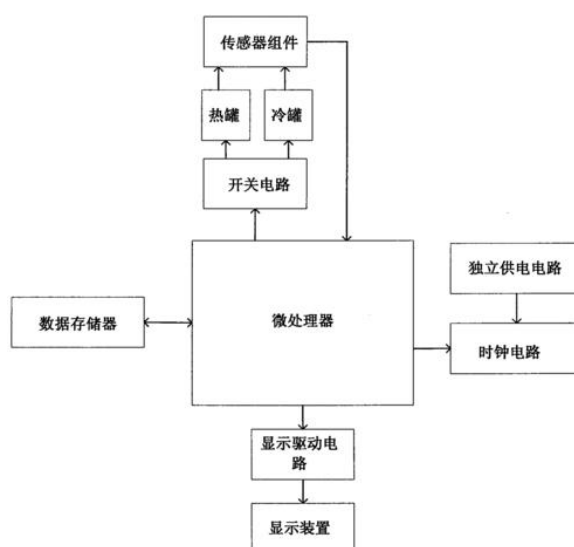 传感器组件
热罐
冷罐
开关电路
独立供电电路
微处理器
数据存储器
时钟电路
显示驱动电
路
显示装置